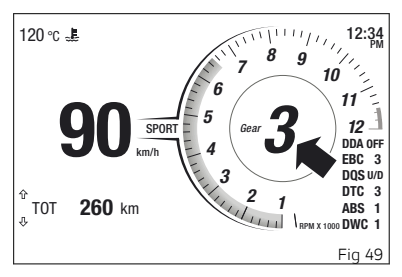 120 °C
12:34
PM
7 8 9 10 11 12
6
5
4
3
2
1
90
km/h
SPORT
Gear 3
DDA OFF
EBC 3
DQS U/D
DTC 3
ABS 1
DWC 1
RPM X 1000
TOT 260 km
Fig 49